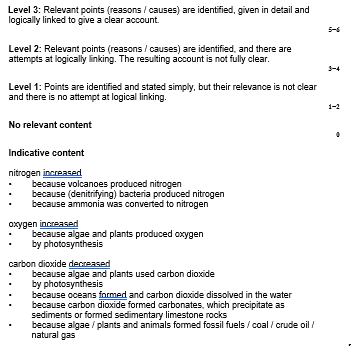 Level 3: Relevant points (reasons / causes) are identified, given in detail and
logically linked to give a clear account.
5–6
Level 2: Relevant points (reasons / causes) are identified, and there are
attempts at logically linking. The resulting account is not fully clear.
3–4
Level 1: Points are identified and stated simply, but their relevance is not clear
and there is no attempt at logical linking.
1–2
No relevant content
0
Indicative content
nitrogen increased
• because volcanoes produced nitrogen
• because (denitrifying) bacteria produced nitrogen
• because ammonia was converted to nitrogen
oxygen increased
• because algae and plants produced oxygen
• by photosynthesis
carbon dioxide decreased
• because algae and plants used carbon dioxide
• by photosynthesis
• because oceans formed and carbon dioxide dissolved in the water
• because carbon dioxide formed carbonates, which precipitate as
sediments or formed sedimentary limestone rocks
• because algae / plants and animals formed fossil fuels / coal / crude oil /
natural gas